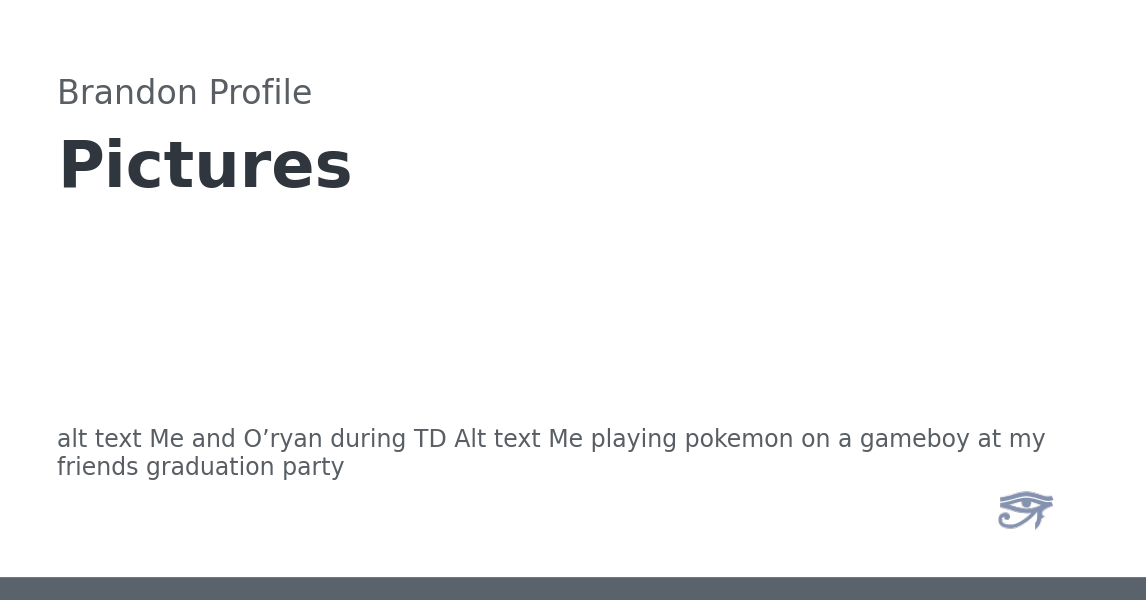 Brandon Profile
Pictures
alt text Me and O’ryan during TD Alt text Me playing pokemon on a gameboy at my
friends graduation party